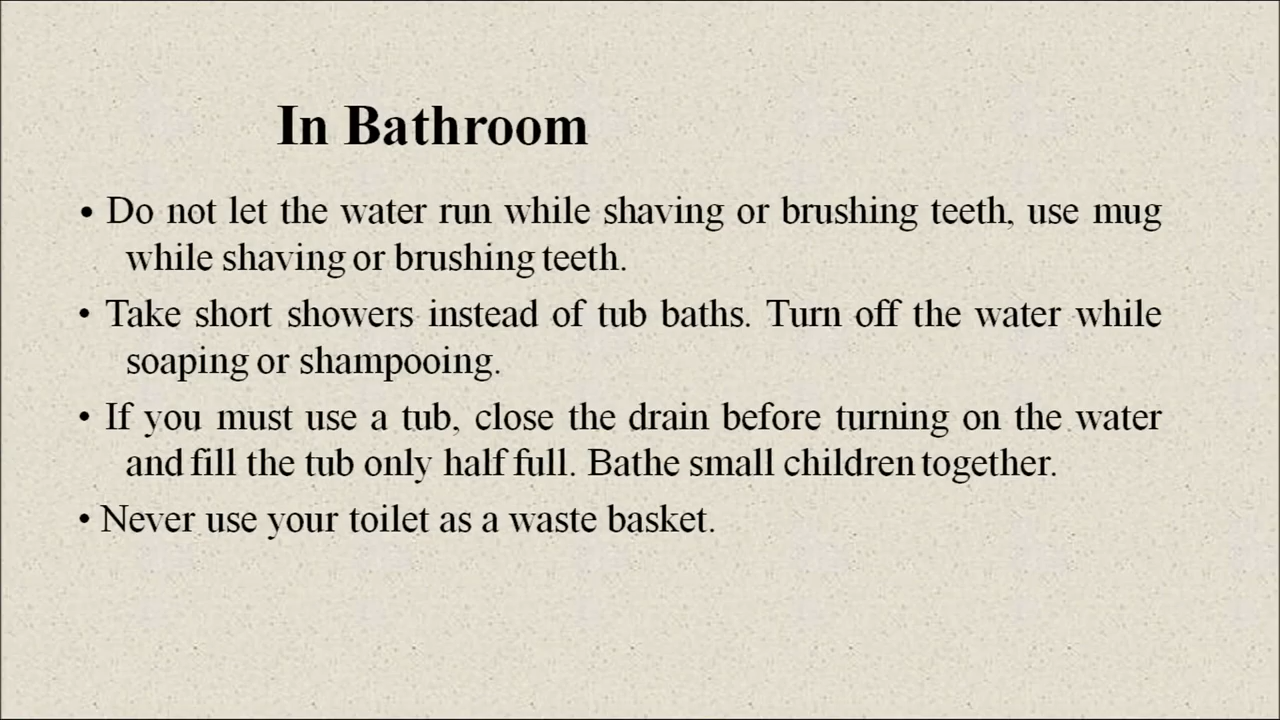 In Bathroom
• Do not let the water run while shaving or brushing teeth, use mug
while shaving or brushing teeth.
• Take short showers instead of tub baths. Turn off the water while
soaping or shampooing.
• If you must use a tub, close the drain before turning on the water
and fill the tub only half full. Bathe small children together.
• Never use your toilet as a waste basket.